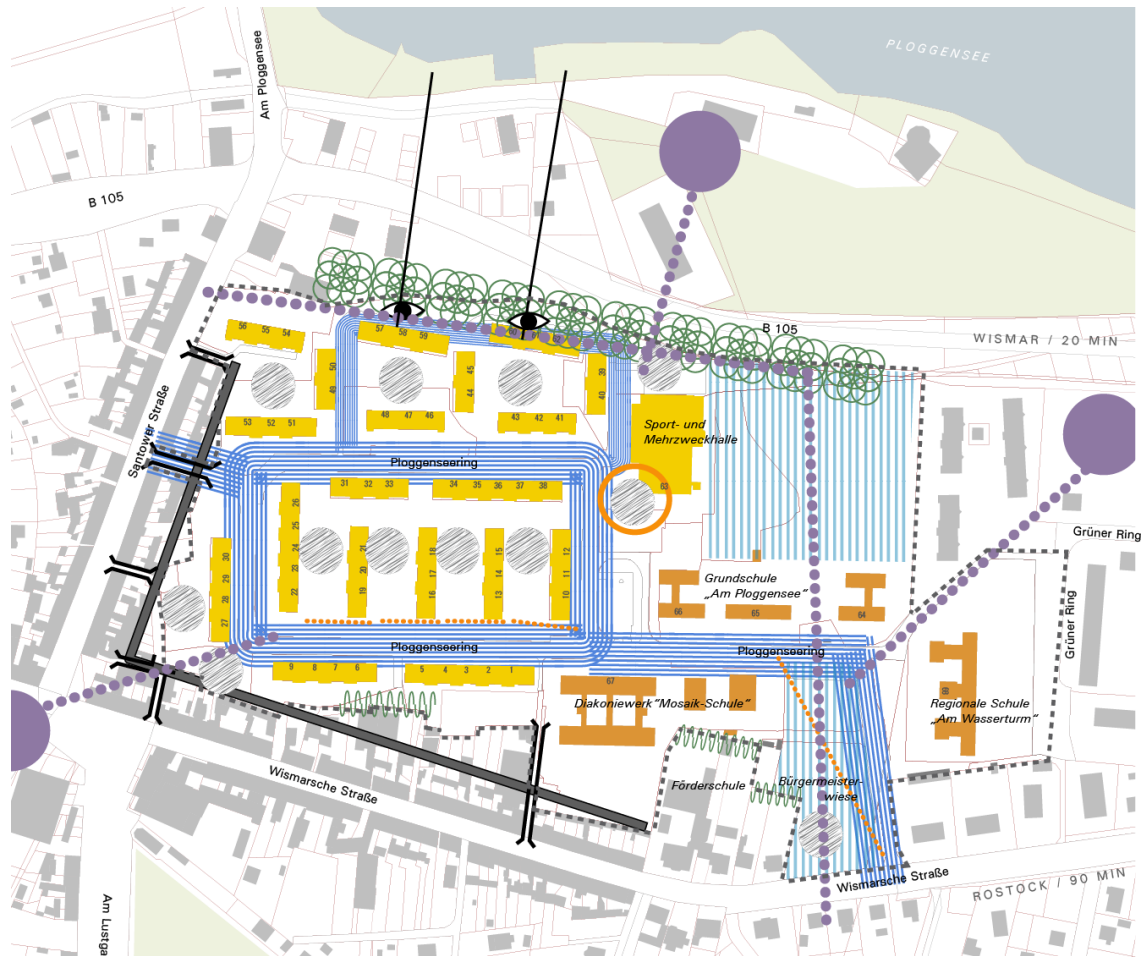 PLOGGENSEE
Am Ploggensee
B 105
B 105
WISMAR / 20 MIN
56 55 54
57 58 59
60
62
50
49
45
44
39
40
48 47 46
43 42 41
53 52 51
Santower Straße
Sport- und
Mehrzweckhalle
Ploggenseering
63
31 32 33
34 35 36 37 38
26
25
24
23
22
21
20
19
18
17
16
15
14
13
12
11
10
30
29
28
27
Grüner Ring
Grüner Ring
Grundschule
„Am Ploggensee"
66
65
64
Ploggenseering
Ploggenseering
9 8 7 6
5 4 3 2 1
67
Diakoniewerk"Mosaik-Schule"
68
Regionale Schule
„Am Wasserturm"
Förderschule
Bürgermeister-
wiese
Wismarsche Straße
Wismarsche Straße
ROSTOCK / 90 MIN
Am Lustga